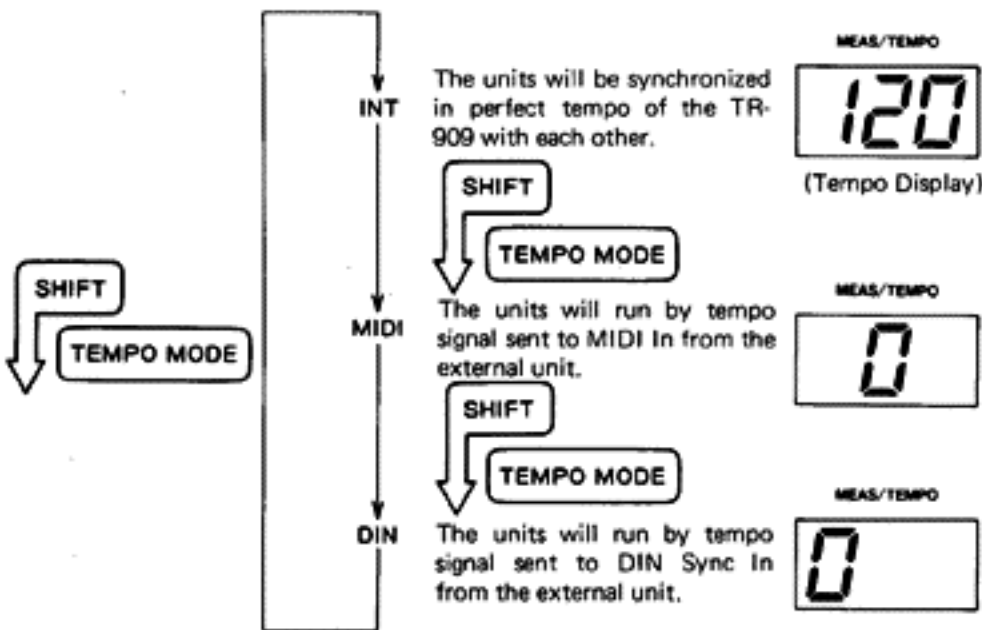 MEAS/TEMPO
INT
The units will be synchronized
in perfect tempo of the TR-
909 with each other.
120
(Tempo Display)
SHIFT
TEMPO MODE
SHIFT
TEMPO MODE
MIDI
The units will run by tempo
signal sent to MIDI In from the
external unit.
MEAS/TEMPO
0
SHIFT
TEMPO MODE
DIN
The units will run by tempo
signal sent to DIN Sync In
from the external unit.
MEAS/TEMPO
0